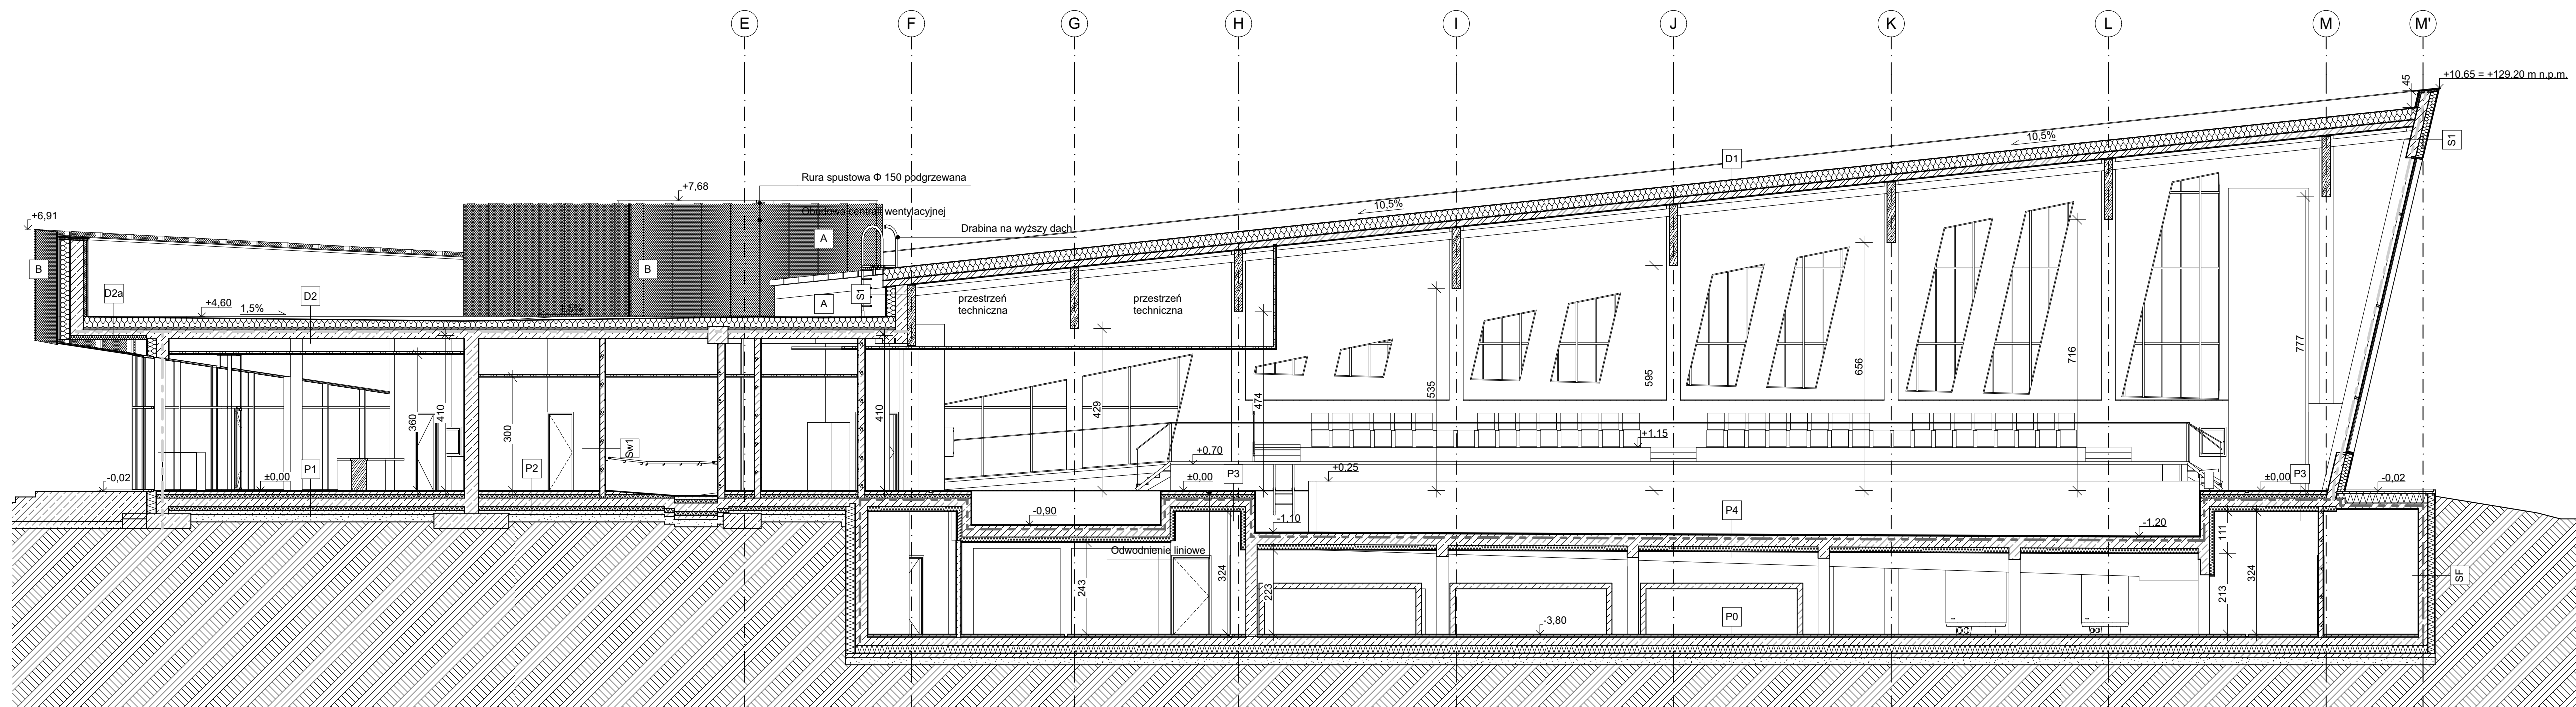 E
F
G
H
I
J
K
L
M
M'
+10,65 = +129,20 m n.p.m.
45
S1
10,5%
D1
10,5%
Rura spustowa Φ 150 podgrzewana
+7,68
Obudowa centrali wentylacyjnej
+6,91
Drabina na wyższy dach
A
B
B
D2a
D2
S1
A
+4,60
1,5%
1,5%
przestrzeń
techniczna
przestrzeń
techniczna
777
716
656
595
535
474
429
410
360
300
410
Sw1
+1,15
+0,70
+0,25
P1
P2
P3
P3
-0,02
±0,00
±0,00
±0,00
-0,02
-0,90
-1,10
P4
-1,20
111
Odwodnienie liniowe
243
324
223
213
324
SF
P0
-3,80